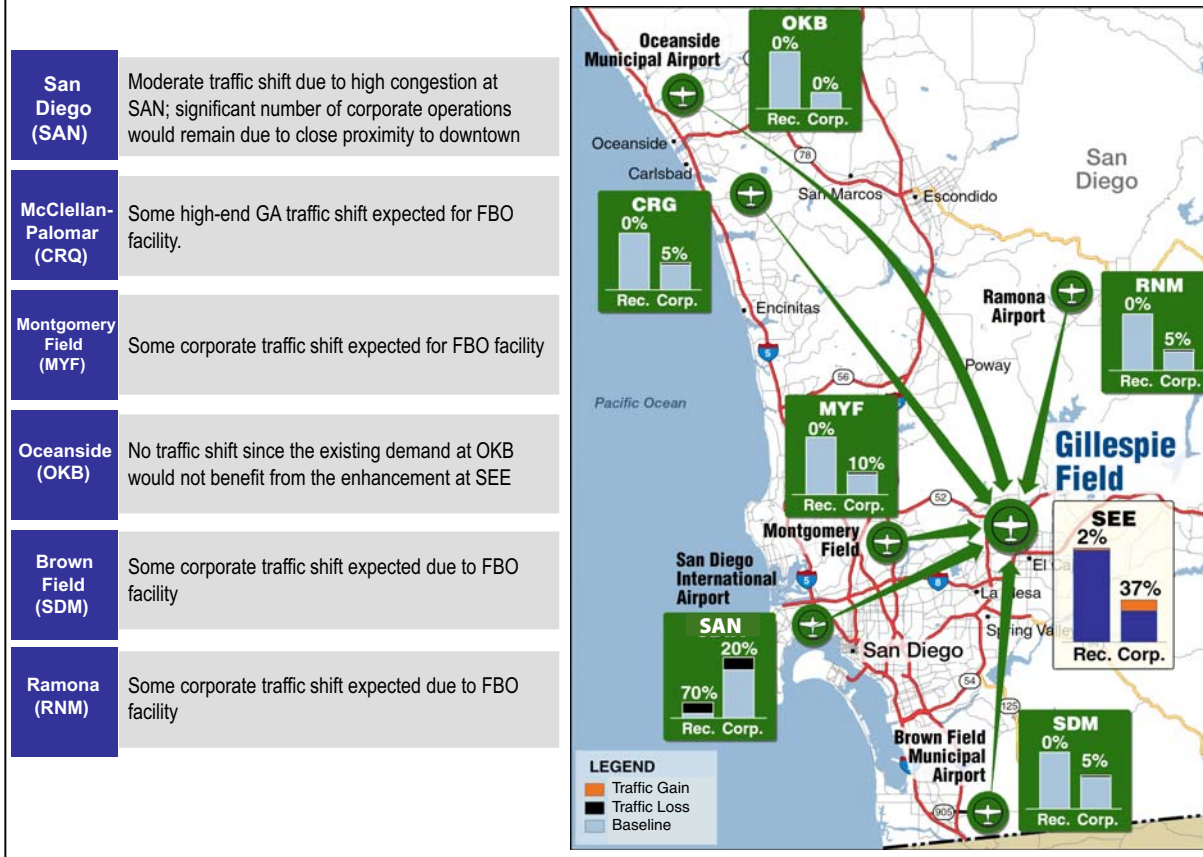 San
Diego
(SAN)
Moderate traffic shift due to high congestion at
SAN; significant number of corporate operations
would remain due to close proximity to downtown
McClellan-
Palomar
(CRQ)
Some high-end GA traffic shift expected for FBO
facility.
Montgomery
Field
(MYF)
Some corporate traffic shift expected for FBO facility
Oceanside
(OKB)
No traffic shift since the existing demand at OKB
would not benefit from the enhancement at SEE
Brown
Field
(SDM)
Some corporate traffic shift expected due to FBO
facility
Ramona
(RNM)
Some corporate traffic shift expected due to FBO
facility
Oceanside
Municipal Airport
OKB
0%
0%
Rec. Corp.
Oceanside
Carlsbad
78
San Marcos
Escondido
San
Diego
CRG
0%
5%
Rec. Corp.
Encinitas
Ramona
Airport
RNM
0%
5%
Rec. Corp.
5
56
Poway
Pacific Ocean
MYF
0%
10%
Rec. Corp.
Gillespie
Field
52
Montgomery
Field
SEE
2%
37%
Rec. Corp.
San Diego
International
Airport
5
8
El
La Mesa
Spring Valley
SAN
20%
70%
Rec. Corp.
San Diego
54
125
Brown Field
Municipal
Airport
SDM
0%
5%
Rec. Corp.
905
LEGEND
Traffic Gain
Traffic Loss
Baseline